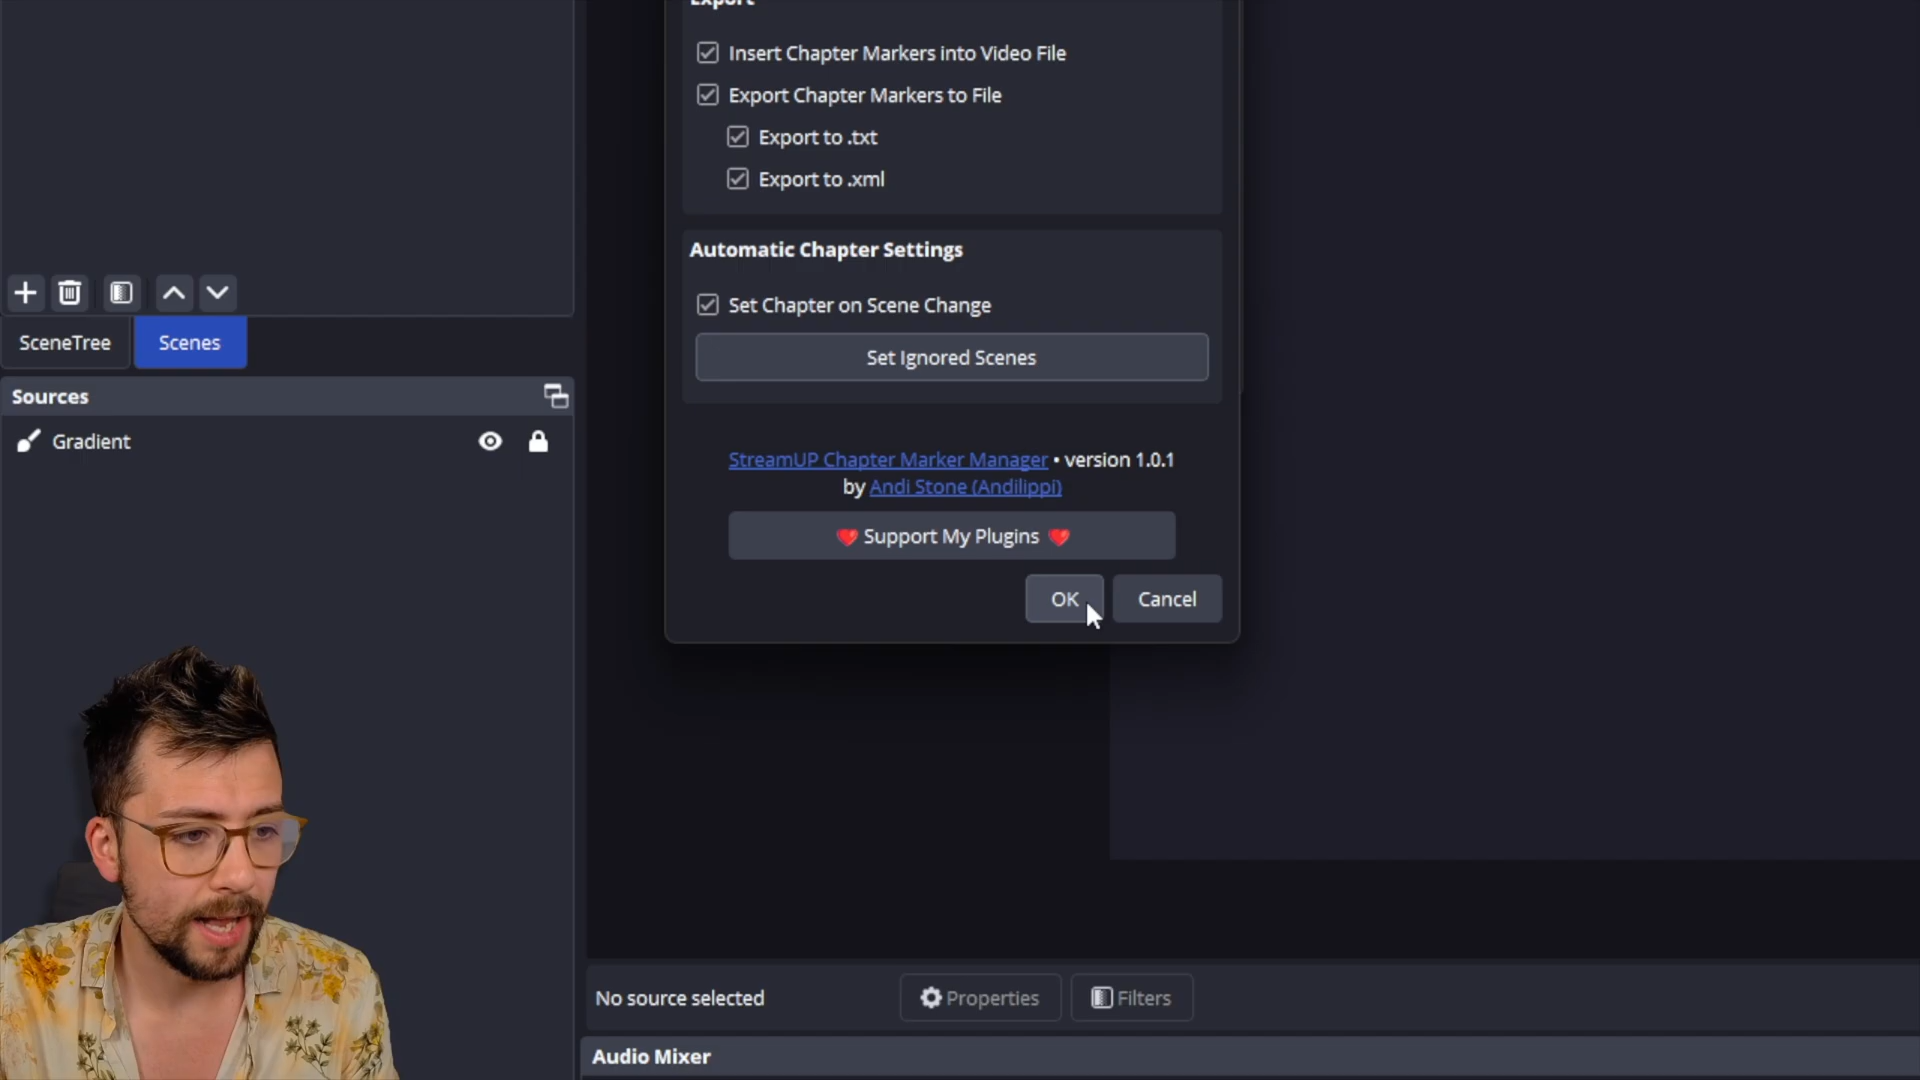 Export
Insert Chapter Markers into Video File
Export Chapter Markers to File
Export to .txt
Export to .xml
Automatic Chapter Settings
Set Chapter on Scene Change
Set Ignored Scenes
StreamUP Chapter Marker Manager • version 1.0.1
by Andi Stone (Andilippi)
Support My Plugins
OK Cancel
SceneTree Scenes
Sources
Gradient
No source selected Properties Filters
Audio Mixer